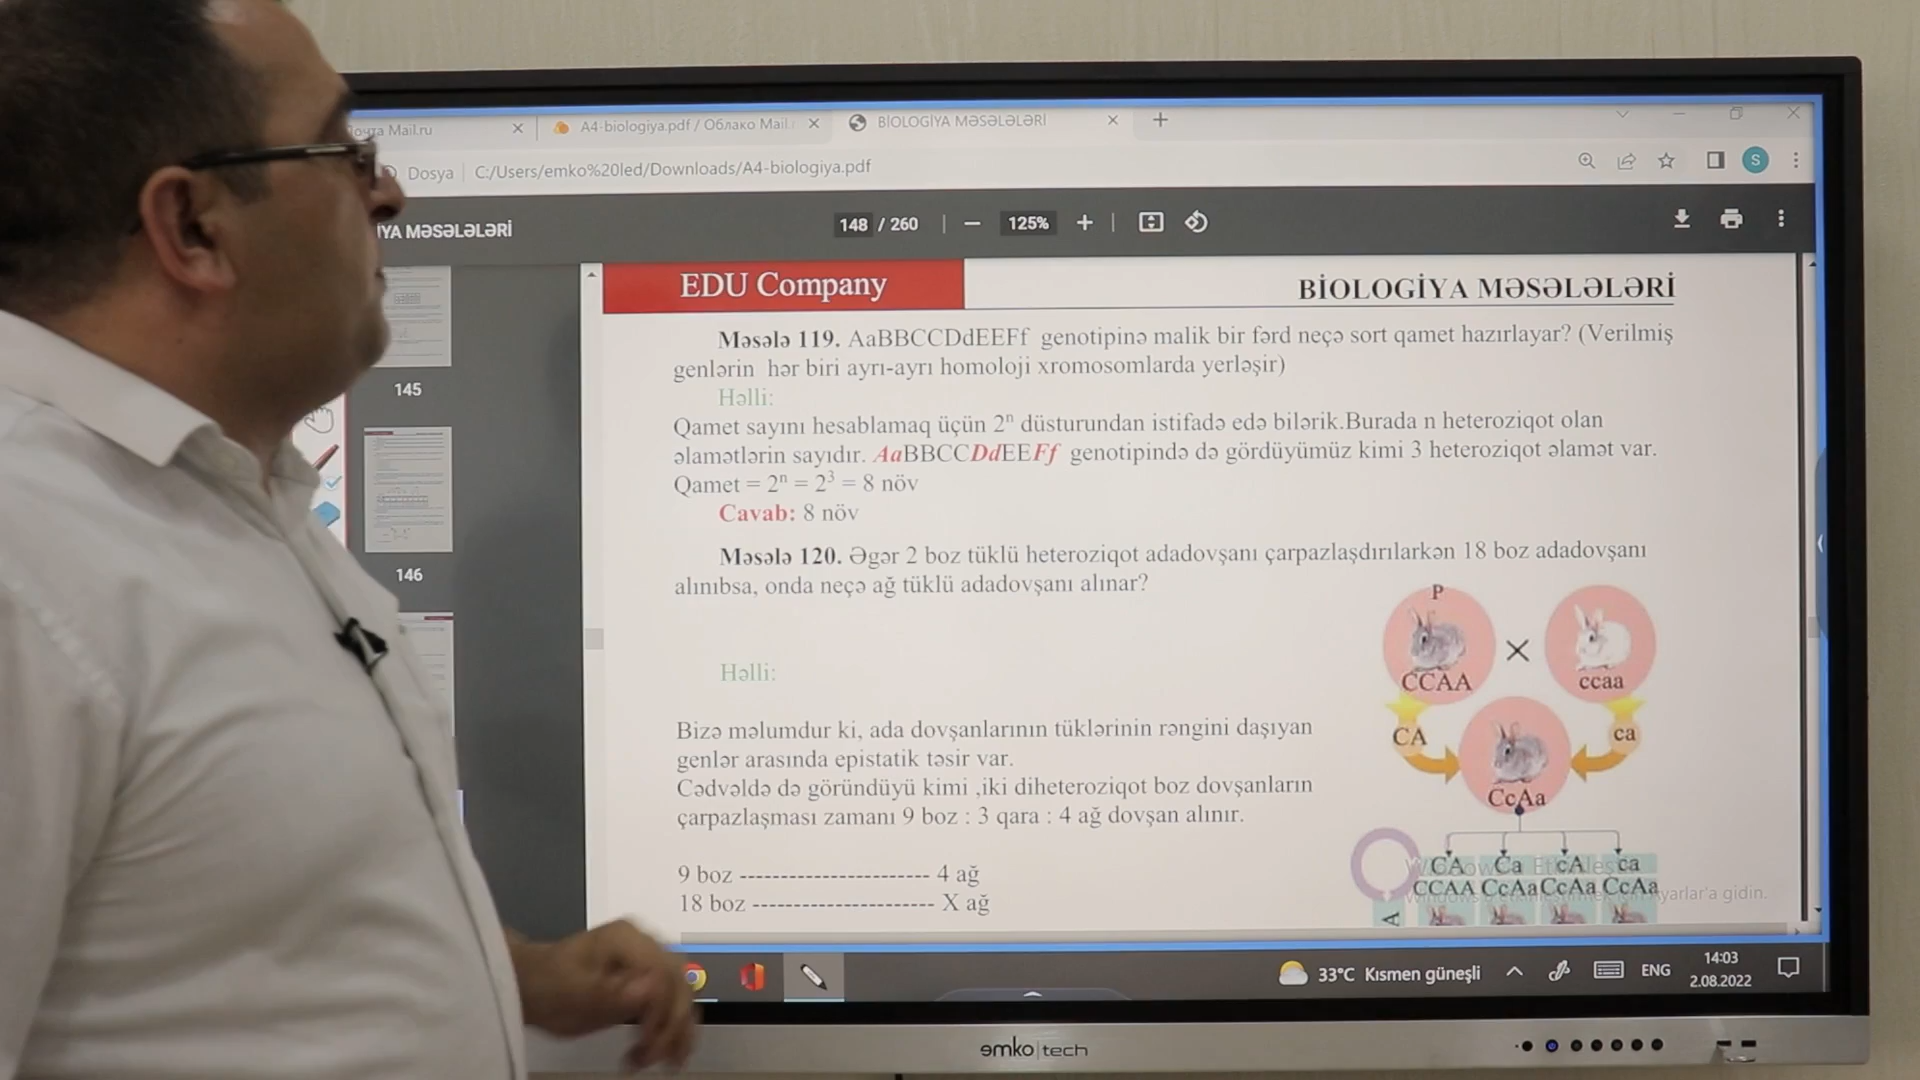 очта Mail.ru
A4-biologiya.pdf / Облако Mail.
BİOLOGİYA MƏSƏLƏLƏRİ
Dosya C:/Users/emko%20led/Downloads/A4-biologiya.pdf
S
İYA MƏSƏLƏLƏRİ
148 / 260
125%
145
146
EDU Company
BİOLOGİYA MƏSƏLƏLƏRİ
Məsələ 119. AaBBCCDdEEFf genotipinə malik bir fərd neçə sort qamet hazırlayar? (Verilmiş
genlərin hər biri ayrı-ayrı homoloji xromosomlarda yerləşir)
Həlli:
Qamet sayını hesablamaq üçün 2ⁿ düsturundan istifadə edə bilərik.Burada n heteroziqot olan
əlamətlərin sayıdır. AaBBCCDdEEFf genotipində də gördüyümüz kimi 3 heteroziqot əlamət var.
Qamet = 2ⁿ = 2³ = 8 növ
Cavab: 8 növ
Məsələ 120. Əgər 2 boz tüklü heteroziqot adadovşanı çarpazlaşdırılarkən 18 boz adadovşanı
alınıbsa, onda neçə ağ tüklü adadovşanı alınar?
Həlli:
Bizə məlumdur ki, ada dovşanlarının tüklərinin rəngini daşıyan
genlər arasında epistatik təsir var.
Cədvəldə də göründüyü kimi ,iki diheteroziqot boz dovşanların
çarpazlaşması zamanı 9 boz : 3 qara : 4 ağ dovşan alınır.
9 boz ----------------------- 4 ağ
18 boz ---------------------- X ağ
P
CCAA
ccaa
CA
ca
CcAa
CA Ca cA ca
CCAA CcAa CcAa CcAa
A
yarlar'a gidin.
33°C Kısmen güneşli
ENG
14:03
2.08.2022
emko|tech